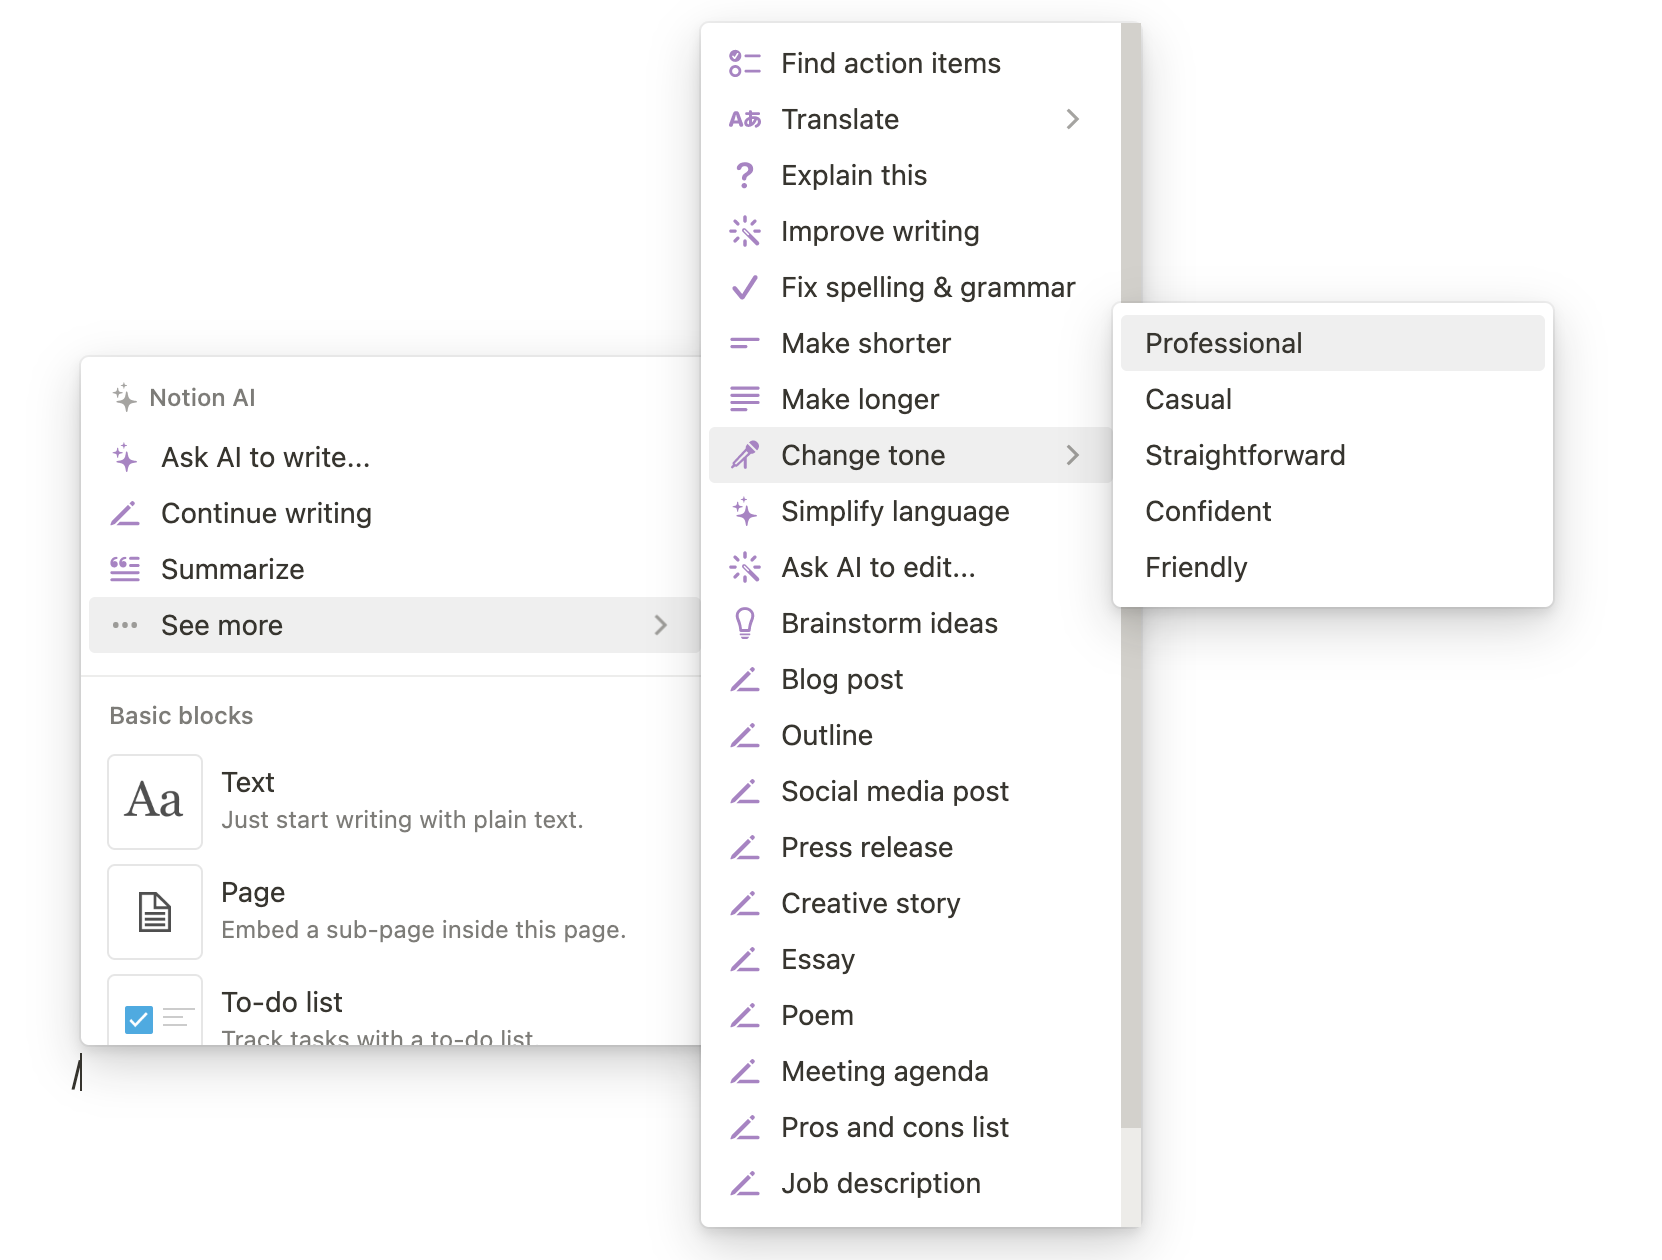 Notion AI
Ask AI to write...
Continue writing
Summarize
See more
Basic blocks
Aa
Text
Just start writing with plain text.
Page
Embed a sub-page inside this page.
To-do list
Track tasks with a to-do list
/
Find action items
Aあ Translate
? Explain this
Improve writing
Fix spelling & grammar
Make shorter
Make longer
Change tone
Simplify language
Ask AI to edit...
Brainstorm ideas
Blog post
Outline
Social media post
Press release
Creative story
Essay
Poem
Meeting agenda
Pros and cons list
Job description
Professional
Casual
Straightforward
Confident
Friendly